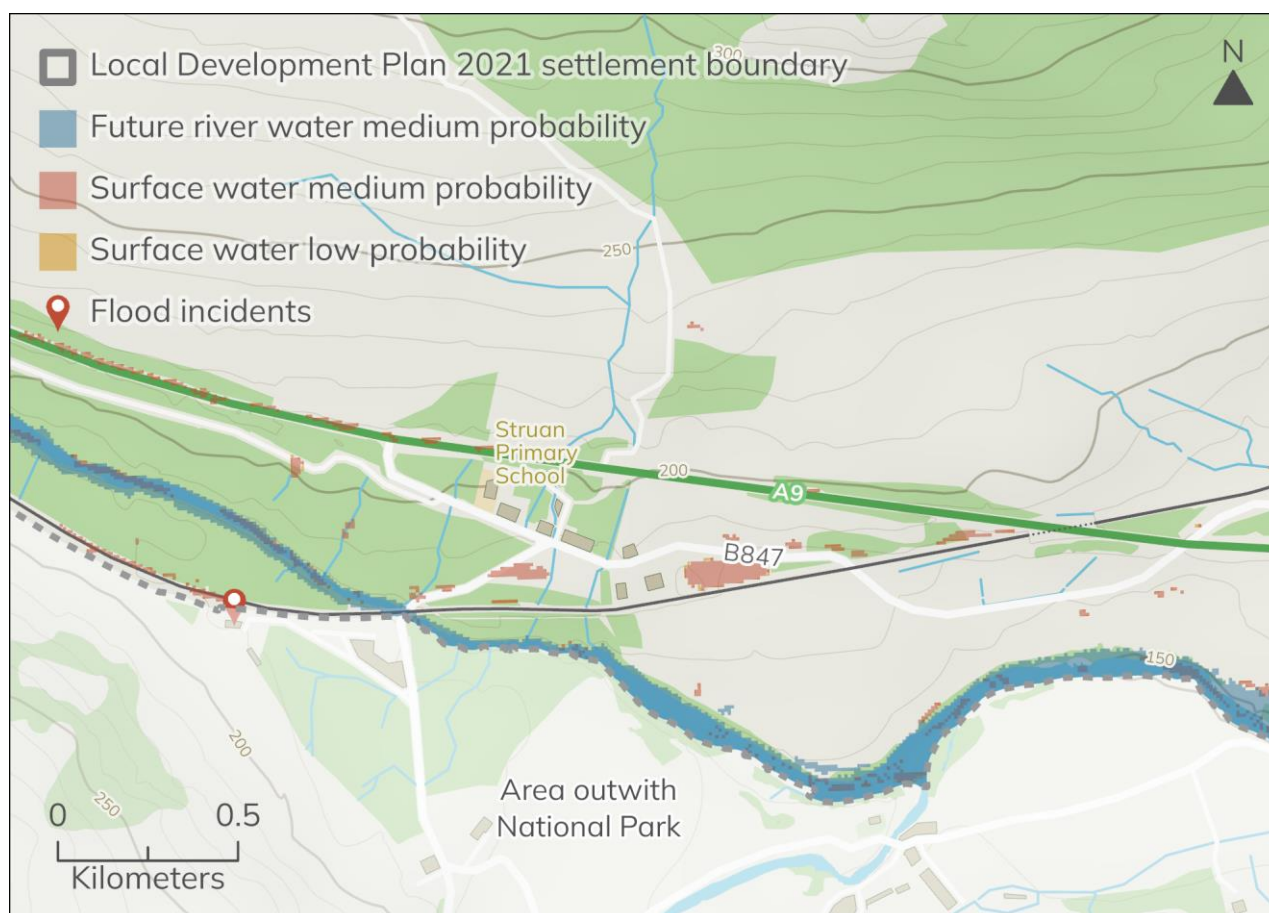 Local Development Plan 2021 settlement boundary
Future river water medium probability
Surface water medium probability
Surface water low probability
Flood incidents
N
300
250
Struan
Primary
School
200
A9
B847
150
200
250
Area outwith
National Park
0 0.5
Kilometers